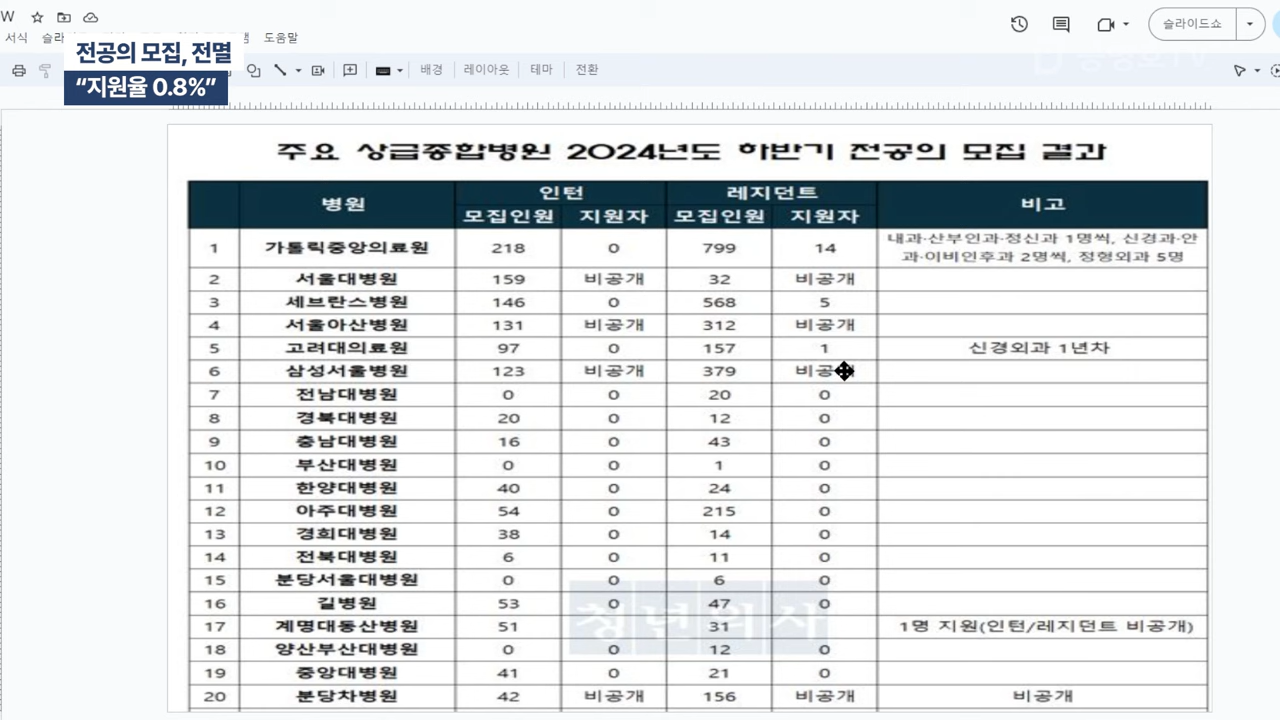 W
서식
도움말
슬라이드쇼
전공의 모집, 전멸
“지원율 0.8%”
배경 레이아웃 테마 전환
주요 상급종합병원 2024년도 하반기 전공의 모집 결과
병원 인턴 레지던트 비고
모집인원 지원자 모집인원 지원자
1 가톨릭중앙의료원 218 0 799 14 내과·산부인과·정신과 1명씩, 신경과·안
과·이비인후과 2명씩, 정형외과 5명
2 서울대병원 159 비공개 32 비공개
3 세브란스병원 146 0 568 5
4 서울아산병원 131 비공개 312 비공개
5 고려대의료원 97 0 157 1 신경외과 1년차
6 삼성서울병원 123 비공개 379 비공
7 전남대병원 0 0 20 0
8 경북대병원 20 0 12 0
9 충남대병원 16 0 43 0
10 부산대병원 0 0 1 0
11 한양대병원 40 0 24 0
12 아주대병원 54 0 215 0
13 경희대병원 38 0 14 0
14 전북대병원 6 0 11 0
15 분당서울대병원 0 0 6 0
16 길병원 53 0 47 0
17 계명대동산병원 51 31 1명 지원(인턴/레지던트 비공개)
18 양산부산대병원 0 0 12 0
19 중앙대병원 41 0 21 0
20 분당차병원 42 비공개 156 비공개 비공개
청년의사